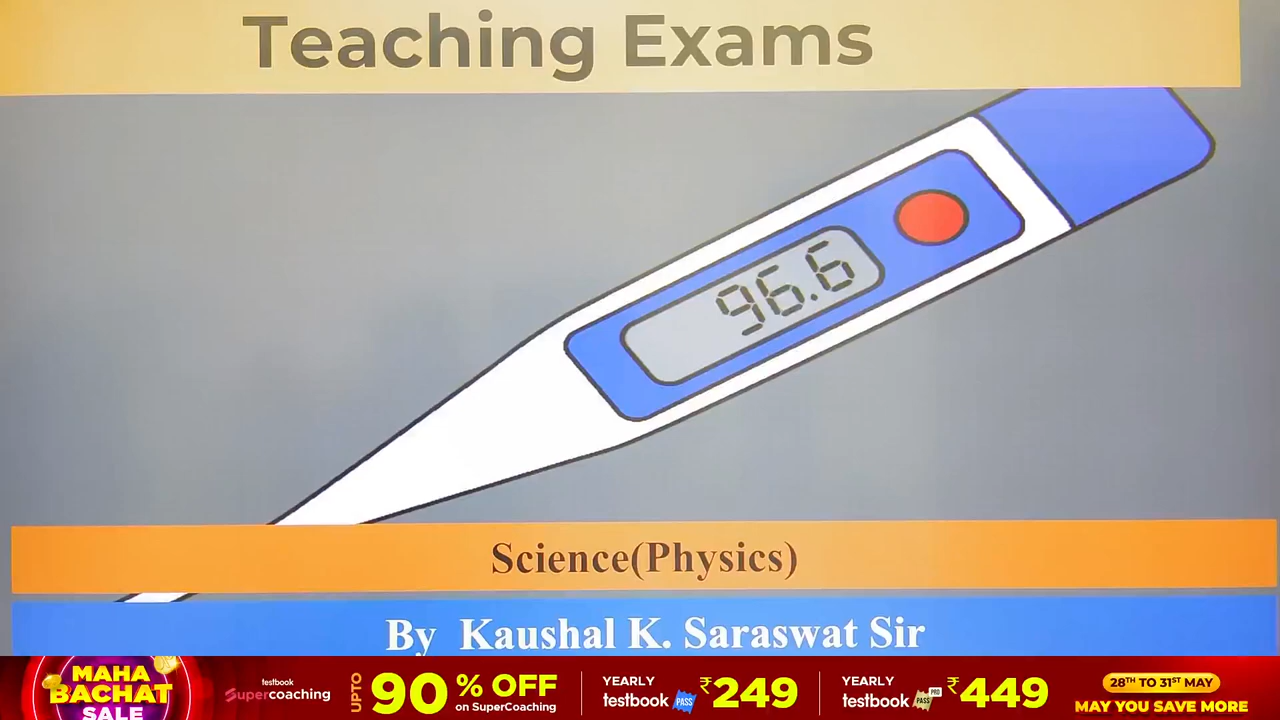 Teaching Exams
96.6
Science(Physics)
By Kaushal K. Saraswat Sir
MAHA
BACHAT
SALE
testbook
Supercoaching
UPTO
90% OFF
on SuperCoaching
YEARLY
testbook PASS
₹249
YEARLY
testbook PASS PRO
₹449
28TH TO 31ST MAY
MAY YOU SAVE MORE